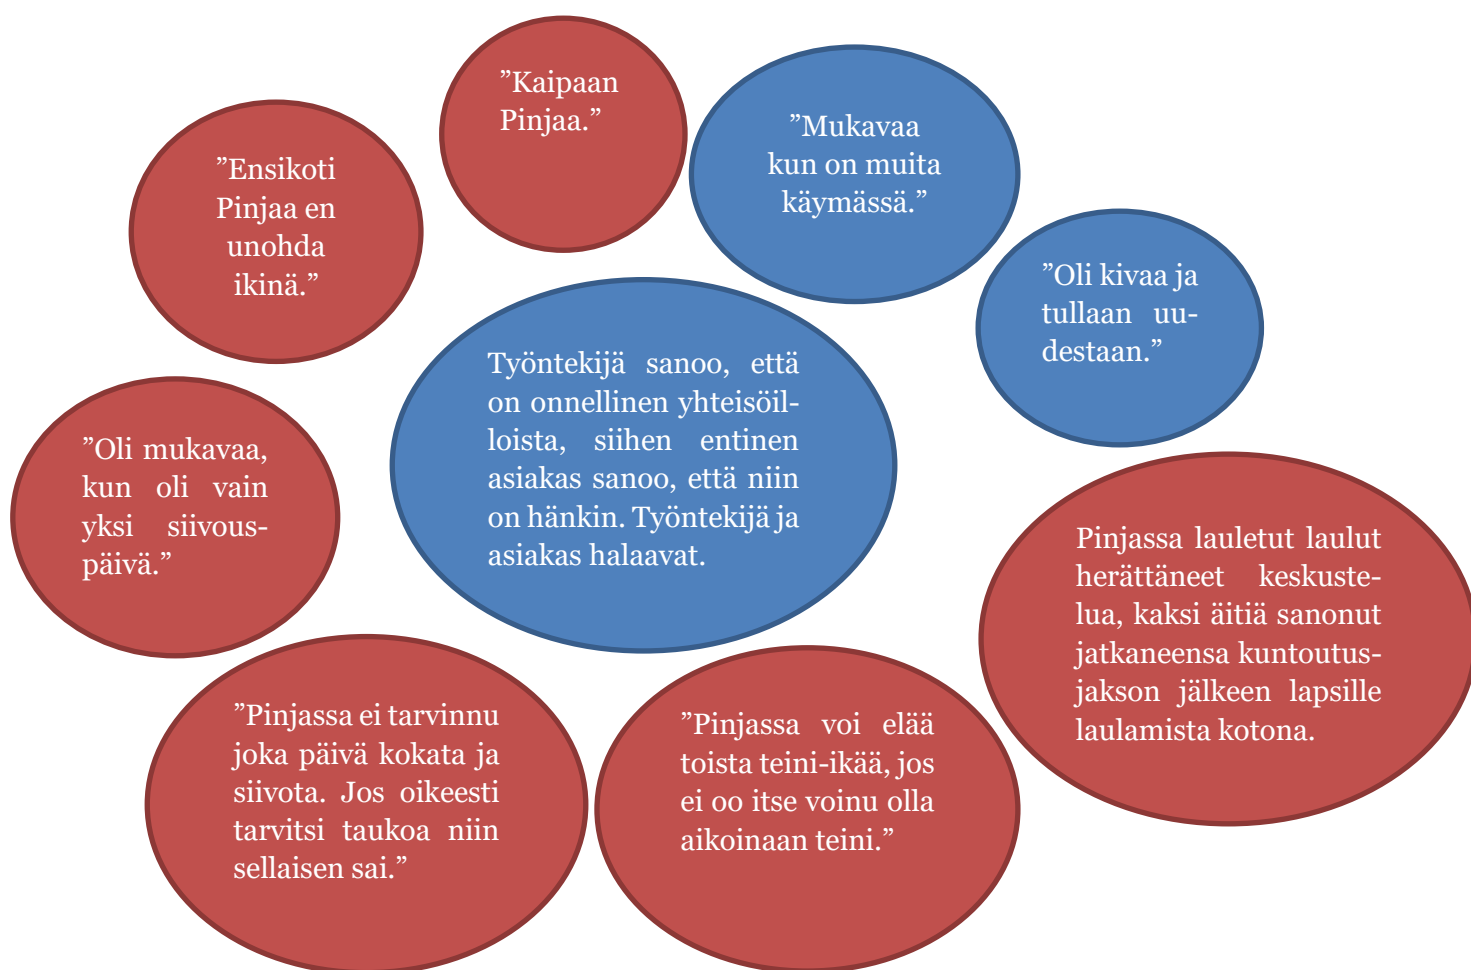 ”Kaipaan
Pinjaa.”
”Mukavaa
kun on muita
käymässä.”
”Ensikoti
Pinjaa en
unohda
ikinä.”
”Oli kivaa ja
tullaan uu-
destaan.”
Työntekijä sanoo, että
on onnellinen yhteisöil-
loista, siihen entinen
asiakas sanoo, että niin
on hänkin. Työntekijä ja
asiakas halaavat.
”Oli mukavaa,
kun oli vain
yksi siivous-
päivä.”
Pinjassa lauletut laulut
herättäneet keskuste-
lua, kaksi äitiä sanonut
jatkaneensa kuntoutus-
jakson jälkeen lapsille
laulamista kotona.
”Pinjassa ei tarvinnu
joka päivä kokata ja
siivota. Jos oikeesti
tarvitsi taukoa niin
sellaisen sai.”
”Pinjassa voi elää
toista teini-ikää, jos
ei oo itse voinu olla
aikoinaan teini.”